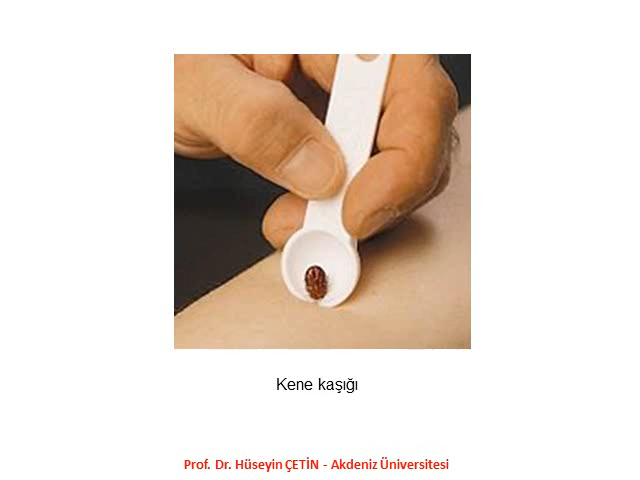 Kene kaşığı
Prof. Dr. Hüseyin ÇETİN - Akdeniz Üniversitesi